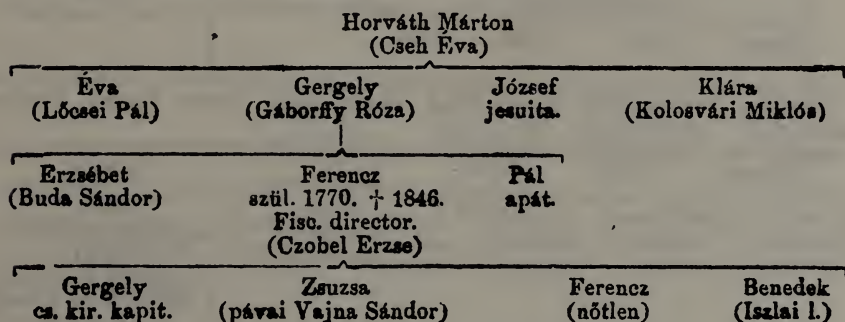 Horváth Márton
(Cseh Éva)
Éva Gergely József Klára
(Lőcsei Pál) (Gáborffy Róza) jesuita. (Kolosvári Miklós)
Erzsébet Ferencz Pál
(Buda Sándor) szül. 1770. † 1846. apát.
Fisc. director.
(Czobel Erzse)
Gergely Zsuzsa Ferencz Benedek
cs. kir. kapit. (pávai Vajna Sándor) (nőtlen) (Iszlai l.)